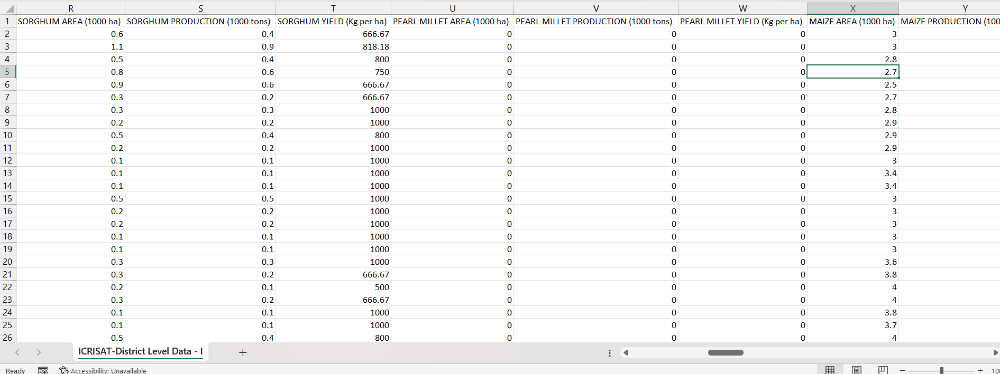 R S T U V W X Y
1 SORGHUM AREA (1000 ha) SORGHUM PRODUCTION (1000 tons) SORGHUM YIELD (Kg per ha) PEARL MILLET AREA (1000 ha) PEARL MILLET PRODUCTION (1000 tons) PEARL MILLET YIELD (Kg per ha) MAIZE AREA (1000 ha) MAIZE PRODUCTION (100
2 0.6 0.4 666.67 0 0 0 3
3 1.1 0.9 818.18 0 0 0 3
4 0.5 0.4 800 0 0 0 2.8
5 0.8 0.6 750 0 0 0 2.7
6 0.9 0.6 666.67 0 0 0 2.5
7 0.3 0.2 666.67 0 0 0 2.7
8 0.3 0.3 1000 0 0 0 2.8
9 0.2 0.2 1000 0 0 0 2.9
10 0.5 0.4 800 0 0 0 2.9
11 0.2 0.2 1000 0 0 0 2.9
12 0.1 0.1 1000 0 0 0 3
13 0.1 0.1 1000 0 0 0 3.4
14 0.1 0.1 1000 0 0 0 3.4
15 0.5 0.5 1000 0 0 0 3
16 0.2 0.2 1000 0 0 0 3
17 0.2 0.2 1000 0 0 0 3
18 0.1 0.1 1000 0 0 0 3
19 0.1 0.1 1000 0 0 0 3
20 0.3 0.3 1000 0 0 0 3.6
21 0.3 0.2 666.67 0 0 0 3.8
22 0.2 0.1 500 0 0 0 4
23 0.3 0.2 666.67 0 0 0 4
24 0.1 0.1 1000 0 0 0 3.8
25 0.1 0.1 1000 0 0 0 3.7
26 0.5 0.4 800 0 0 0 4
ICRISAT-District Level Data - I
Ready Accessibility: Unavailable 100